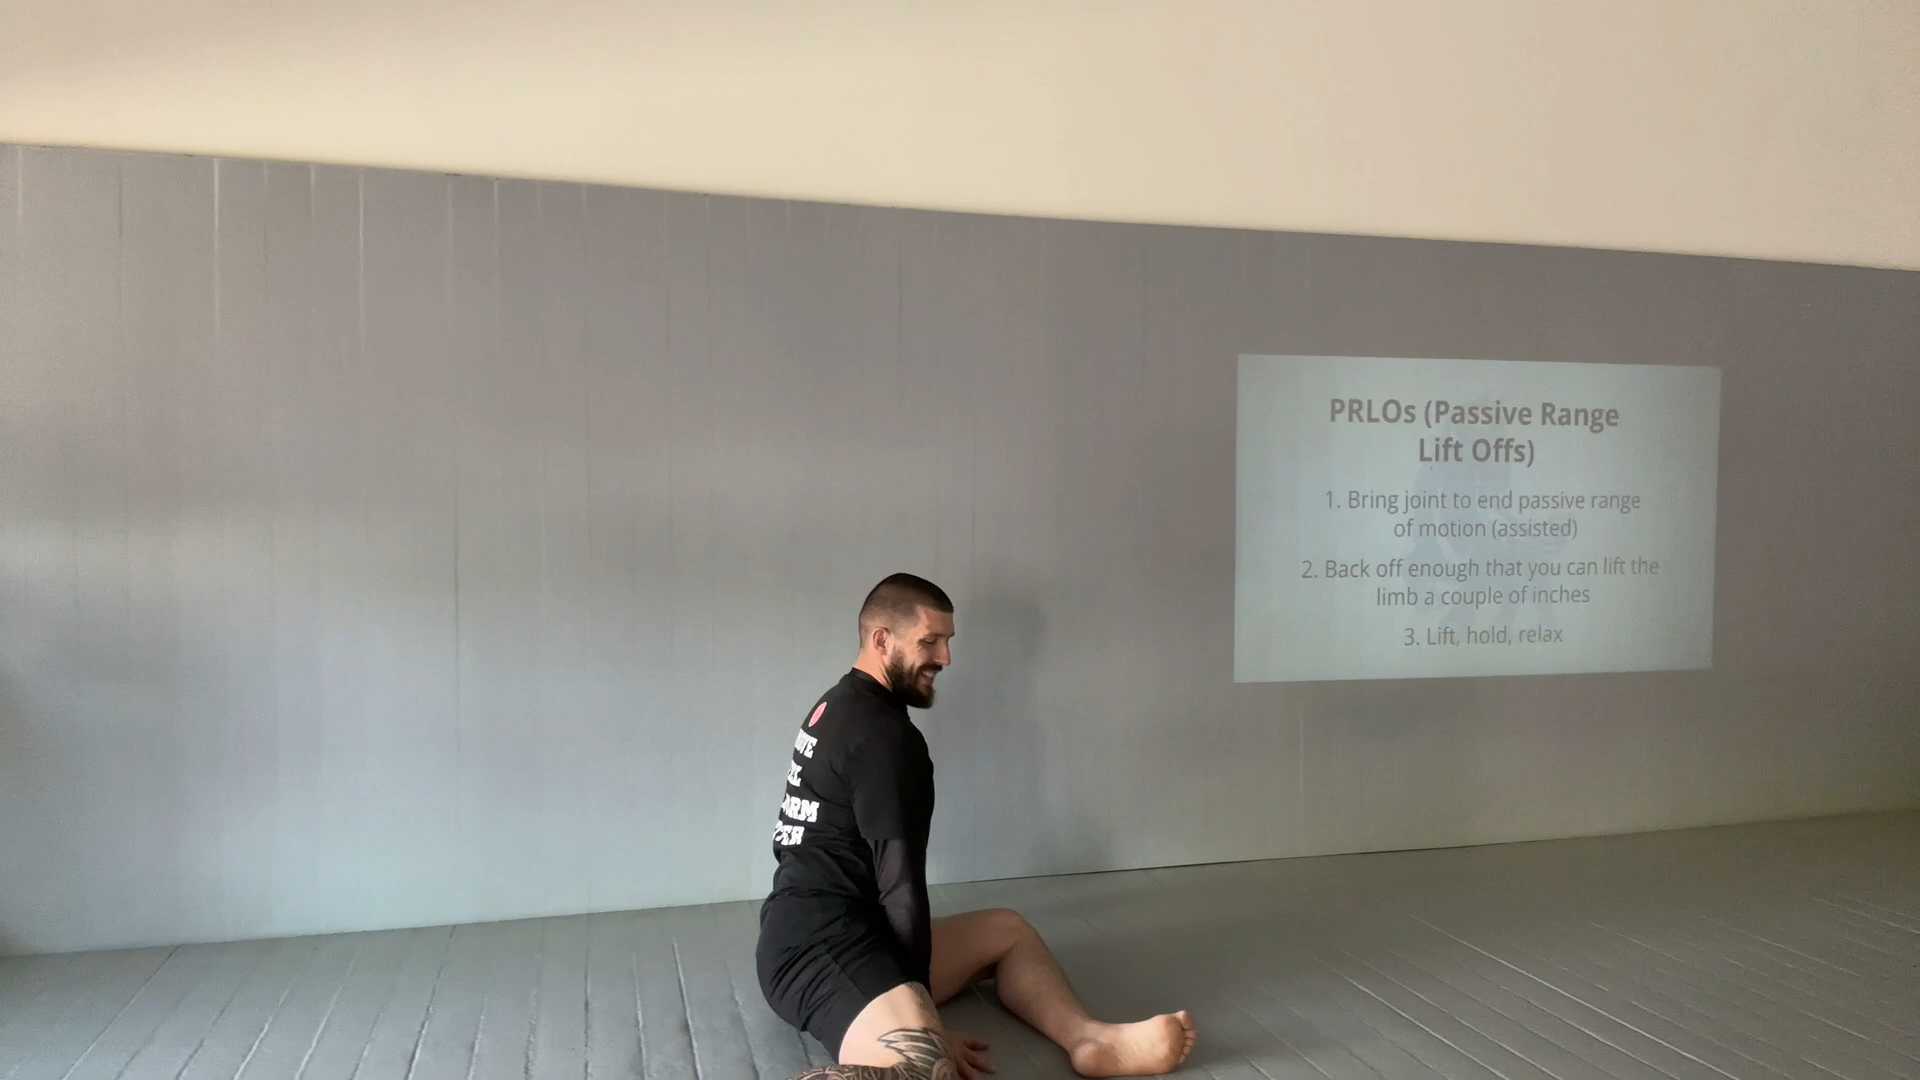 PRLOs (Passive Range
Lift Offs)
1. Bring joint to end passive range
of motion (assisted)
2. Back off enough that you can lift the
limb a couple of inches
3. Lift, hold, relax